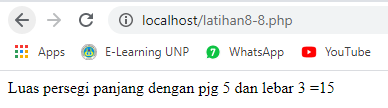 localhost/latihan8-8.php
Apps E-Learning UNP WhatsApp YouTube
Luas persegi panjang dengan pjg 5 dan lebar 3 =15